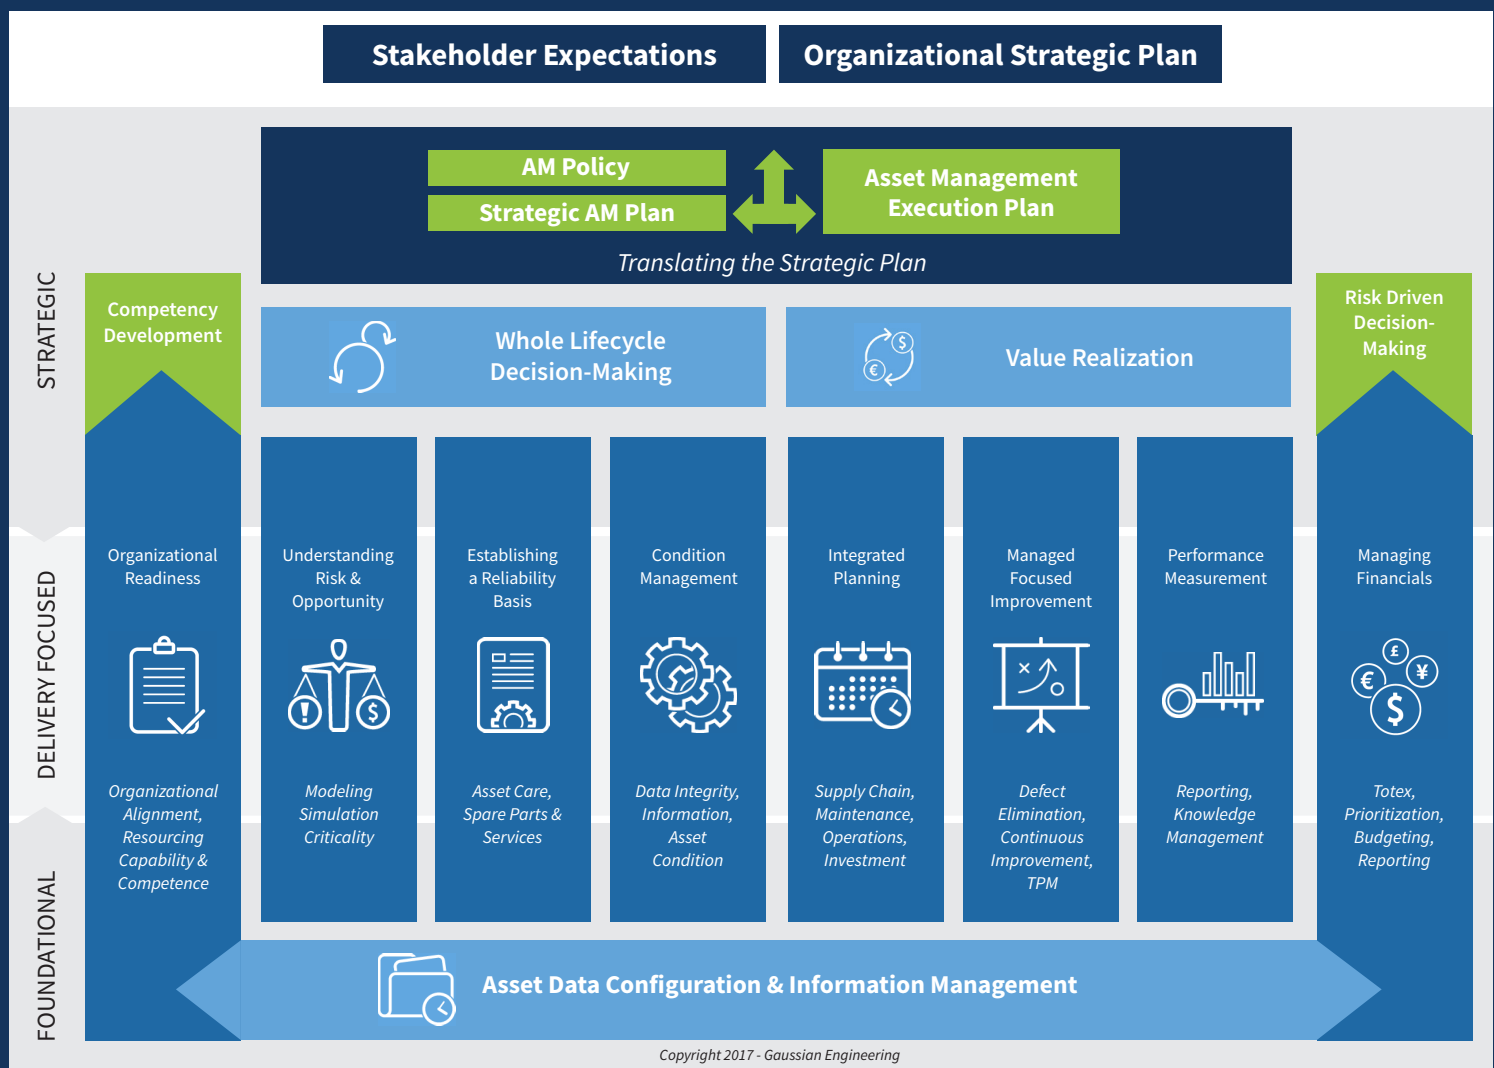 Stakeholder Expectations
Organizational Strategic Plan
AM Policy
Strategic AM Plan
Asset Management
Execution Plan
Translating the Strategic Plan
STRATEGIC
DELIVERY FOCUSED
FOUNDATIONAL
Competency
Development
Whole Lifecycle
Decision-Making
$
€
Value Realization
Risk Driven
Decision-
Making
Organizational
Readiness
Organizational
Alignment,
Resourcing
Capability &
Competence
Understanding
Risk &
Opportunity
!
$
Modeling
Simulation
Criticality
Establishing
a Reliability
Basis
Asset Care,
Spare Parts &
Services
Condition
Management
Data Integrity,
Information,
Asset
Condition
Integrated
Planning
Supply Chain,
Maintenance,
Operations,
Investment
Managed
Focused
Improvement
Defect
Elimination,
Continuous
Improvement,
TPM
Performance
Measurement
Reporting,
Knowledge
Management
Managing
Financials
£
€
¥
$
Totex,
Prioritization,
Budgeting,
Reporting
Asset Data Configuration & Information Management
Copyright 2017 - Gaussian Engineering